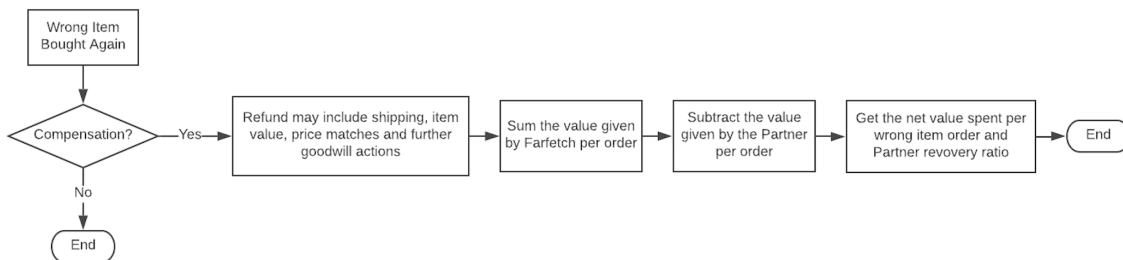 Wrong Item
Bought Again
Compensation?
Yes
Refund may include shipping, item
value, price matches and further
goodwill actions
Sum the value given
by Farfetch per order
Subtract the value
given by the Partner
per order
Get the net value spent per
wrong item order and
Partner revovery ratio
End
No
End